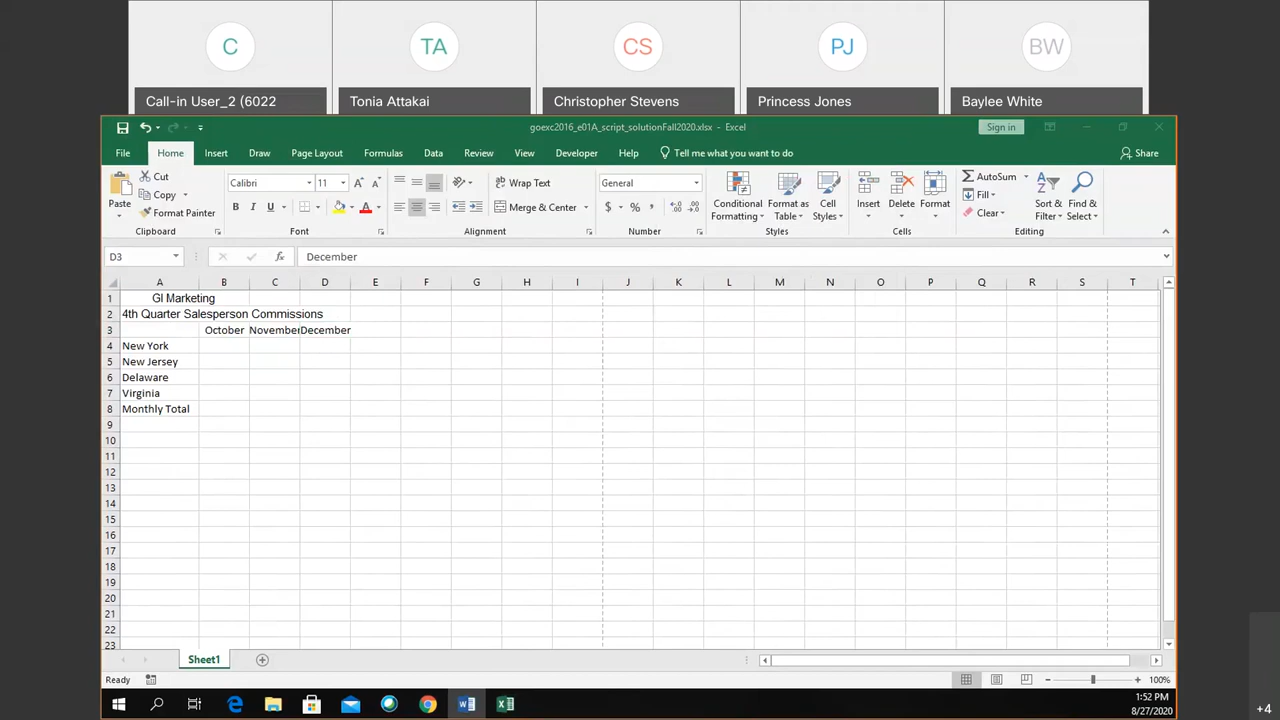 C
TA
CS
PJ
BW
Call-in User_2 (6022
Tonia Attakai
Christopher Stevens
Princess Jones
Baylee White
goexc2016_e01A_script_solutionFall2020.xlsx - Excel
Sign in
File Home Insert Draw Page Layout Formulas Data Review View Developer Help Tell me what you want to do Share
Paste
Cut
Copy
Format Painter
Clipboard
Calibri 11
B I U
Font
Wrap Text
Merge & Center
Alignment
General
$ % ,
Number
Conditional Formatting
Format as Table
Cell Styles
Styles
Insert
Delete
Format
Cells
AutoSum
Fill
Clear
Sort & Filter
Find & Select
Editing
D3 fx December
A B C D E F G H I J K L M N O P Q R S T
1 GI Marketing
2 4th Quarter Salesperson Commissions
3 October November December
4 New York
5 New Jersey
6 Delaware
7 Virginia
8 Monthly Total
9
10
11
12
13
14
15
16
17
18
19
20
21
22
23
Sheet1
Ready
100%
1:52 PM
8/27/2020
+4